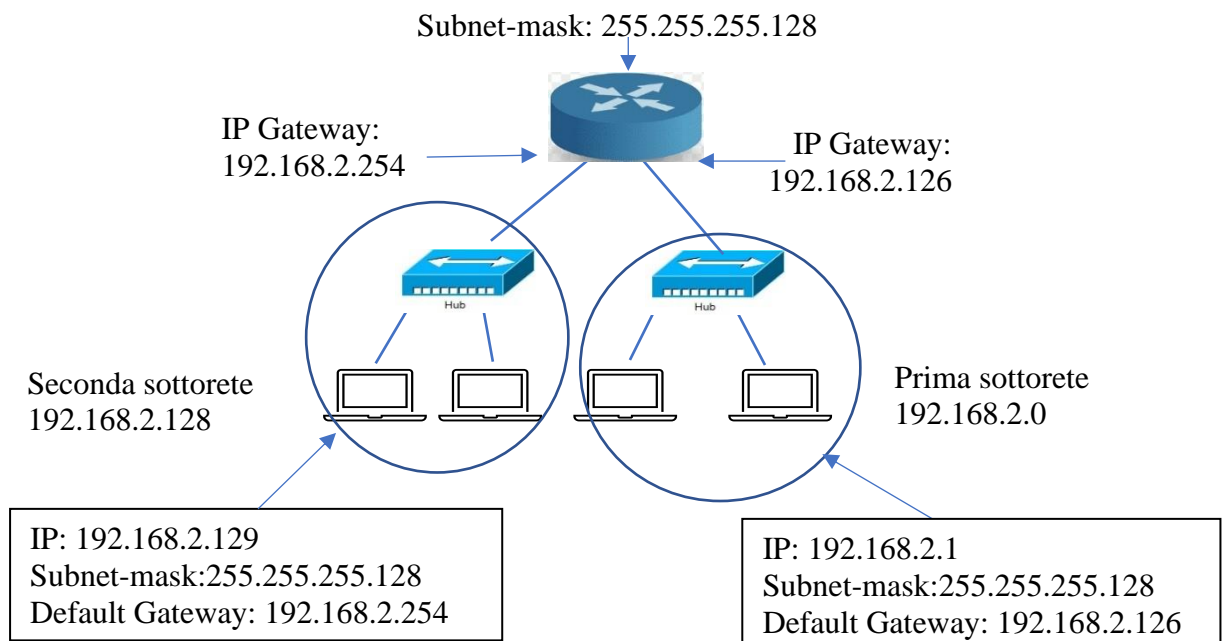 Subnet-mask: 255.255.255.128
IP Gateway:
192.168.2.254
IP Gateway:
192.168.2.126
Hub
Hub
Seconda sottorete
192.168.2.128
Prima sottorete
192.168.2.0
IP: 192.168.2.129
Subnet-mask:255.255.255.128
Default Gateway: 192.168.2.254
IP: 192.168.2.1
Subnet-mask:255.255.255.128
Default Gateway: 192.168.2.126